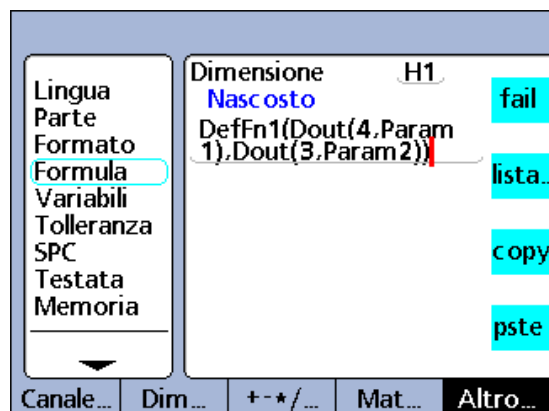 Lingua
Parte
Formato
Formula
Variabili
Tolleranza
SPC
Testata
Memoria
Dimensione H1
Nascosto
DefFn1(Dout(4,Param
1),Dout(3,Param2))
fail
lista...
copy
pste
Canale... Dim... +-*/... Mat... Altro...